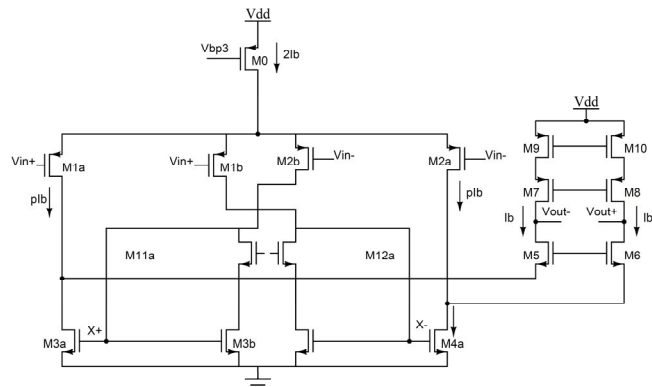 Vdd
Vbp3
M0
2Ib
Vdd
M9
M10
Vin+
M1a
Vin+
M1b
M2b
Vin-
M2a
Vin-
M7
M8
pIb
pIb
Ib
Vout-
Vout+
Ib
M11a
M12a
M5
M6
X+
X-
M3a
M3b
M4a